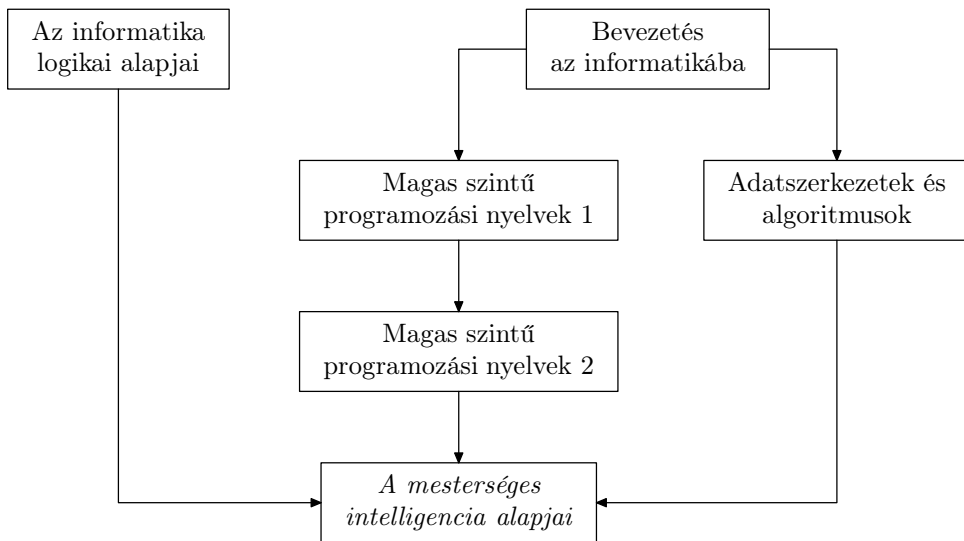 Az informatika
logikai alapjai
Bevezetés
az informatikába
Magas szintű
programozási nyelvek 1
Adatszerkezetek és
algoritmusok
Magas szintű
programozási nyelvek 2
A mesterséges
intelligencia alapjai